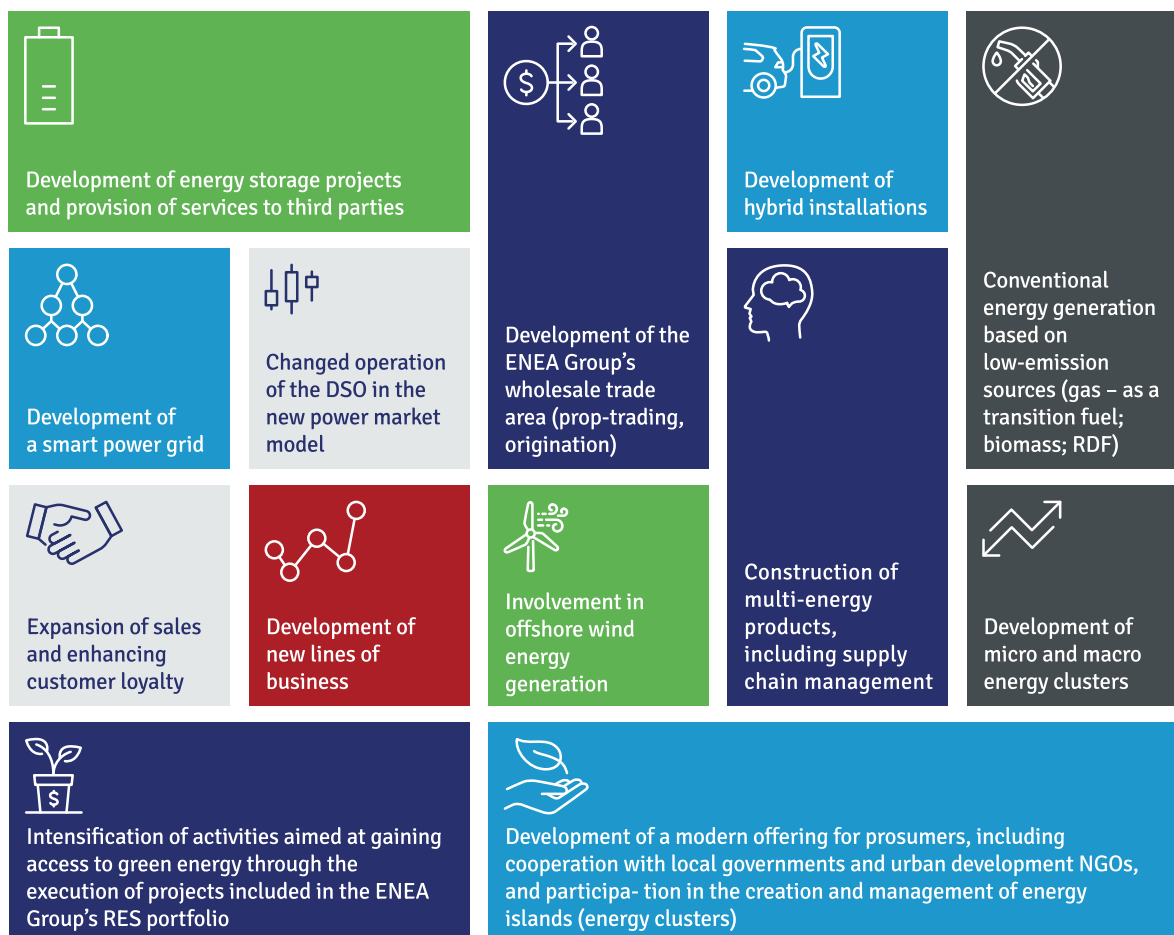 Development of energy storage projects
and provision of services to third parties
Development of the
ENEA Group’s
wholesale trade
area (prop-trading,
origination)
Development of
hybrid installations
Conventional
energy generation
based on
low-emission
sources (gas – as a
transition fuel;
biomass; RDF)
Development of
a smart power grid
Changed operation
of the DSO in the
new power market
model
Construction of
multi-energy
products,
including supply
chain management
Expansion of sales
and enhancing
customer loyalty
Development of
new lines of
business
Involvement in
offshore wind
energy
generation
Development of
micro and macro
energy clusters
Intensification of activities aimed at gaining
access to green energy through the
execution of projects included in the ENEA
Group’s RES portfolio
Development of a modern offering for prosumers, including
cooperation with local governments and urban development NGOs,
and participa- tion in the creation and management of energy
islands (energy clusters)